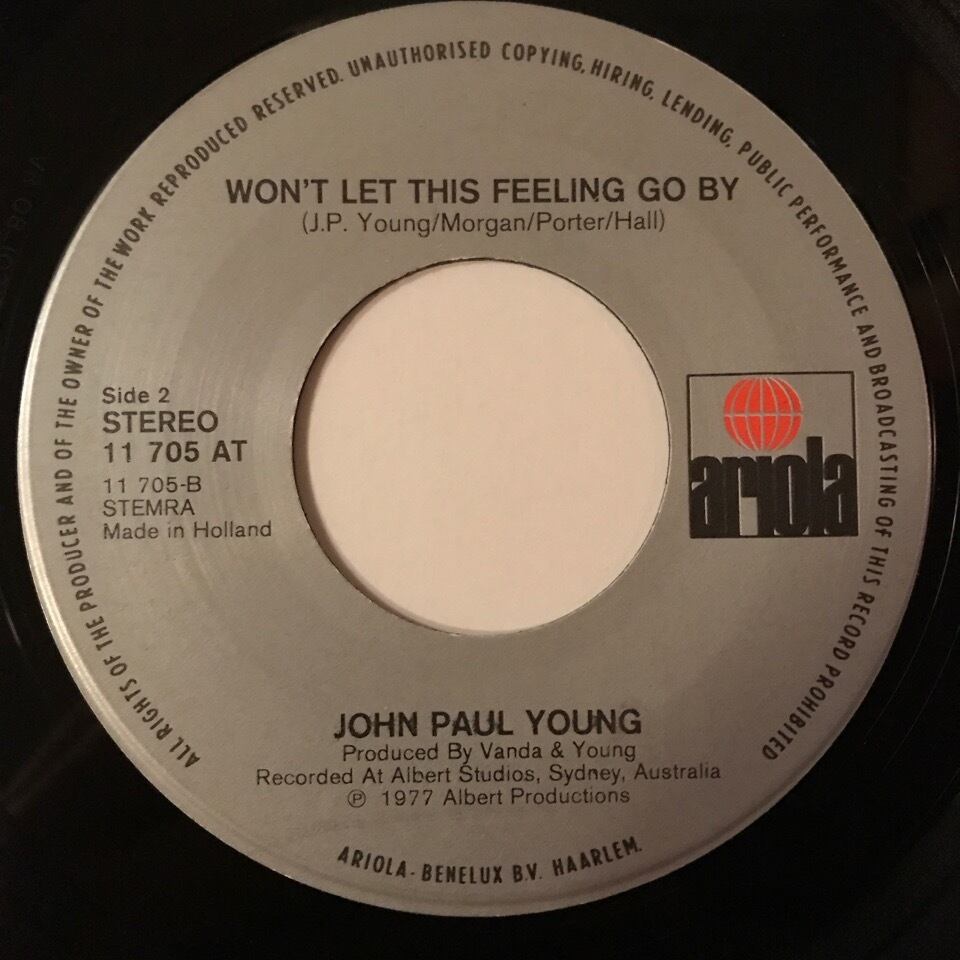 ALL RIGHTS OF THE PRODUCER AND OF THE OWNER OF THE WORK REPRODUCED RESERVED. UNAUTHORISED COPYING, HIRING, LENDING, PUBLIC PERFORMANCE AND BROADCASTING OF THIS RECORD PROHIBITED
WON'T LET THIS FEELING GO BY
(J.P. Young/Morgan/Porter/Hall)
Side 2
STEREO
11 705 AT
11 705-B
STEMRA
Made in Holland
ariola
JOHN PAUL YOUNG
Produced By Vanda & Young
Recorded At Albert Studios, Sydney, Australia
℗ 1977 Albert Productions
ARIOLA-BENELUX B.V. HAARLEM.